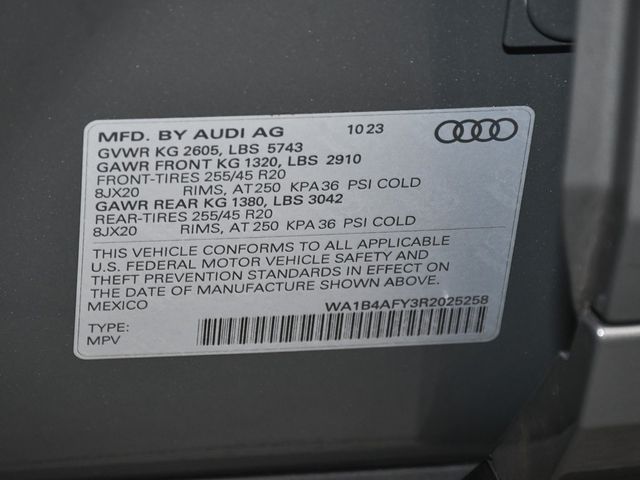 MFD. BY AUDI AG 10 23
GVWR KG 2605, LBS 5743
GAWR FRONT KG 1320, LBS 2910
FRONT-TIRES 255/45 R20
8JX20 RIMS, AT 250 KPA 36 PSI COLD
GAWR REAR KG 1380, LBS 3042
REAR-TIRES 255/45 R20
8JX20 RIMS, AT 250 KPA 36 PSI COLD
THIS VEHICLE CONFORMS TO ALL APPLICABLE
U.S. FEDERAL MOTOR VEHICLE SAFETY AND
THEFT PREVENTION STANDARDS IN EFFECT ON
THE DATE OF MANUFACTURE SHOWN ABOVE.
MEXICO WA1B4AFY3R2025258
TYPE:
MPV